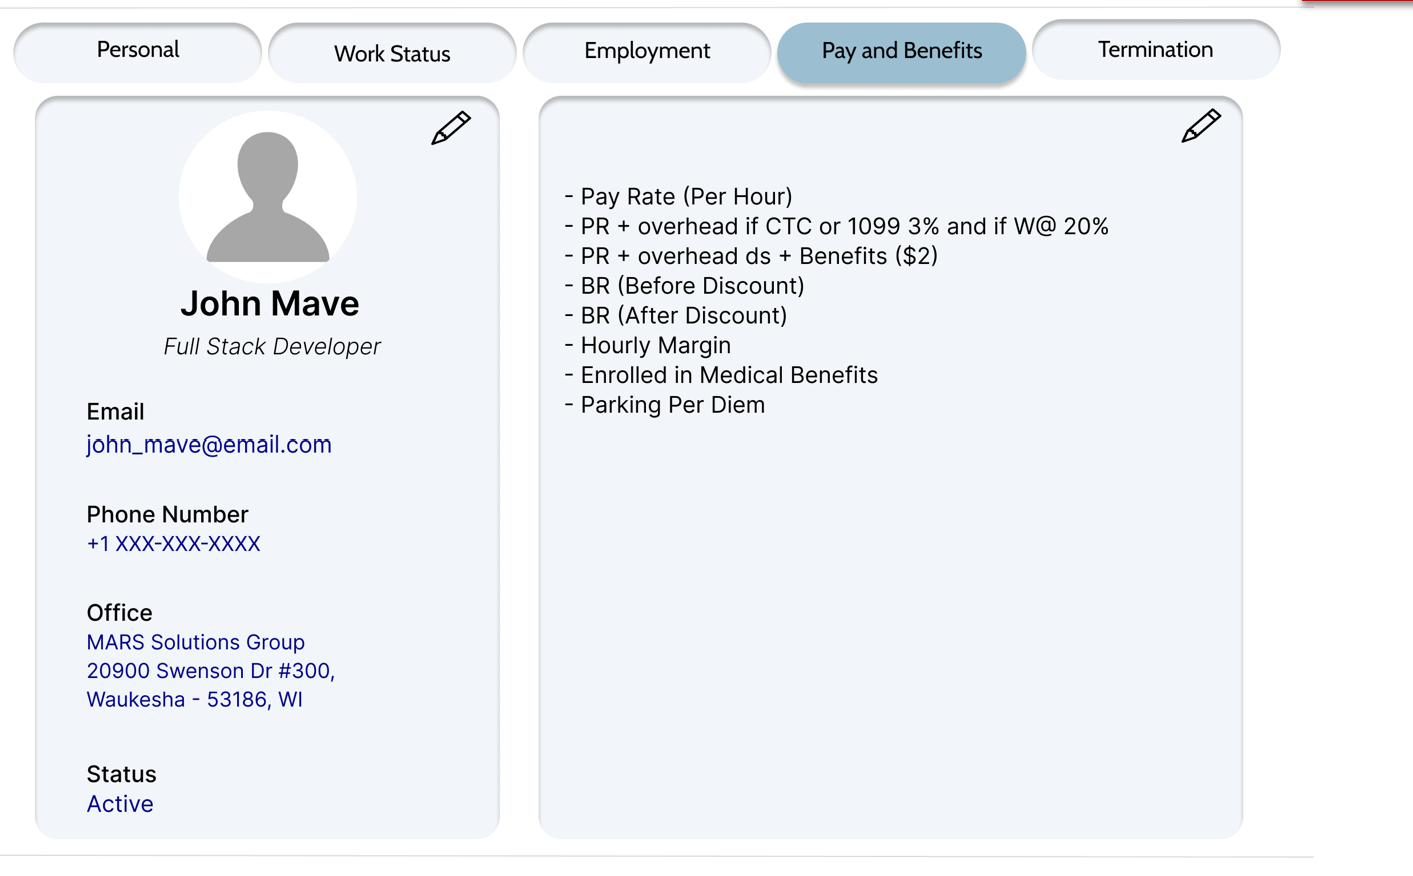 Personal
Work Status
Employment
Pay and Benefits
Termination
John Mave
Full Stack Developer
Email
john_mave@email.com
Phone Number
+1 XXX-XXX-XXXX
Office
MARS Solutions Group
20900 Swenson Dr #300,
Waukesha - 53186, WI
Status
Active
- Pay Rate (Per Hour)
- PR + overhead if CTC or 1099 3% and if W@ 20%
- PR + overhead ds + Benefits ($2)
- BR (Before Discount)
- BR (After Discount)
- Hourly Margin
- Enrolled in Medical Benefits
- Parking Per Diem